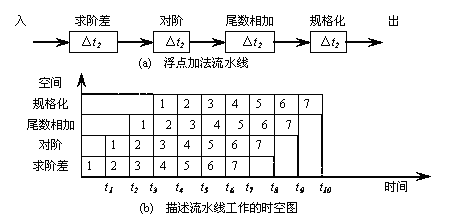 入 求阶差 对阶 尾数相加 规格化 出
△t2 △t2 △t2 △t2
(a) 浮点加法流水线
空间
规格化 1 2 3 4 5 6 7
尾数相加 1 2 3 4 5 6 7
对阶 1 2 3 4 5 6 7
求阶差 1 2 3 4 5 6 7
t1 t2 t3 t4 t5 t6 t7 t8 t9 t10 时间
(b) 描述流水线工作的时空图